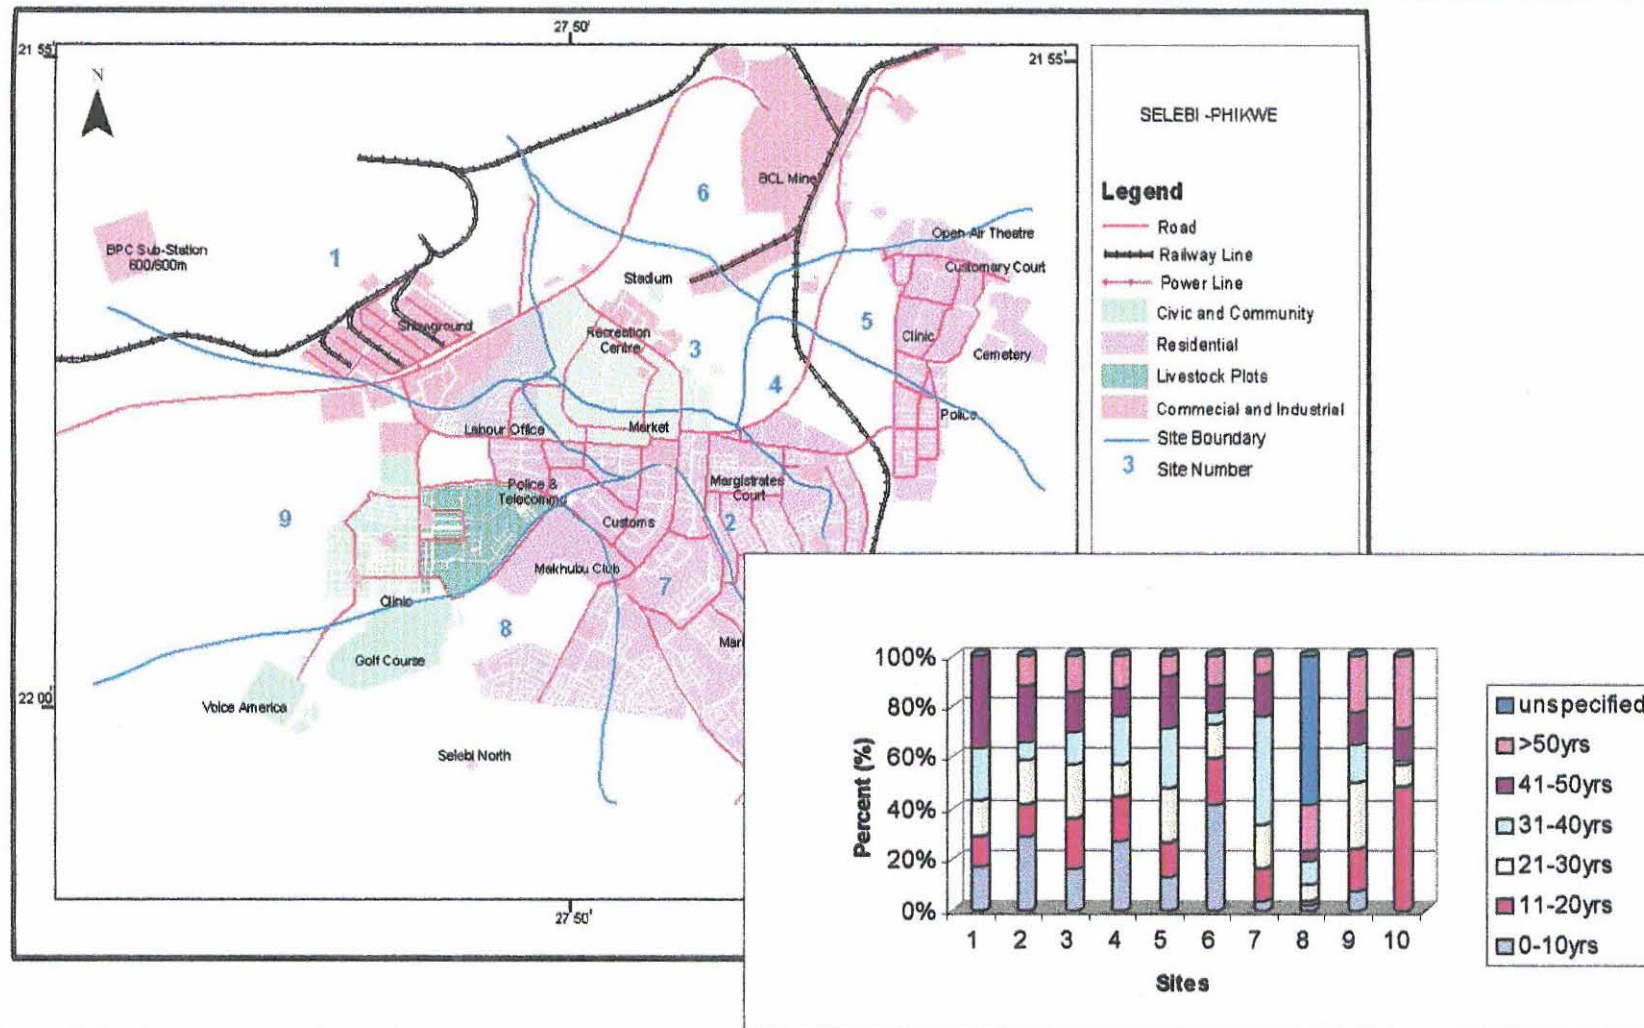 27 50'
21 55'
21 55'
N
SELEBI -PHIKWE
Legend
Road
Railway Line
Power Line
Civic and Community
Residential
Livestock Plots
Commecial and Industrial
Site Boundary
3 Site Number
6
BCL Mine
Open Air Theatre
BPC Sub-Station
600/600m
1
Customary Court
Stadium
5
Showground
Recreation
Centre
3
Clinic
Cemetery
4
Labour Office
Market
Police
Police &
Telecomms
Margistrates
Court
9
Customs
2
Mekhubu Club
7
Clinic
8
Golf Course
Voice America
22 00'
Selebi North
27 50'
100%
80%
60%
40%
20%
0%
Percent (%)
1 2 3 4 5 6 7 8 9 10
Sites
unspecified
>50yrs
41-50yrs
31-40yrs
21-30yrs
11-20yrs
0-10yrs